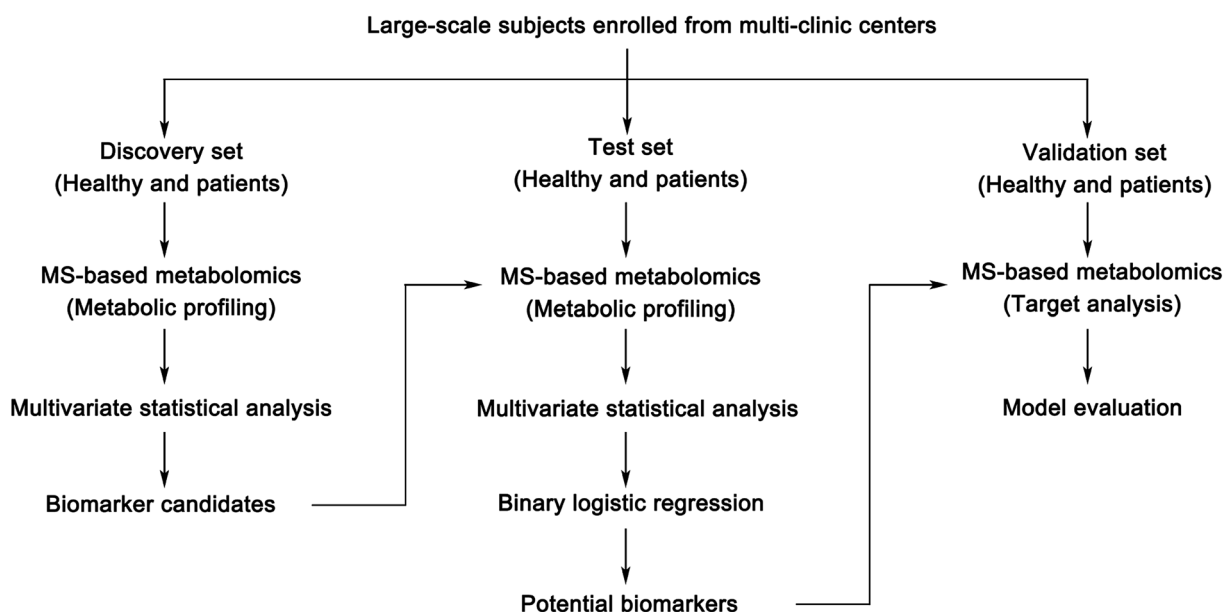 Large-scale subjects enrolled from multi-clinic centers
Discovery set
(Healthy and patients)
MS-based metabolomics
(Metabolic profiling)
Multivariate statistical analysis
Biomarker candidates
Test set
(Healthy and patients)
MS-based metabolomics
(Metabolic profiling)
Multivariate statistical analysis
Binary logistic regression
Potential biomarkers
Validation set
(Healthy and patients)
MS-based metabolomics
(Target analysis)
Model evaluation